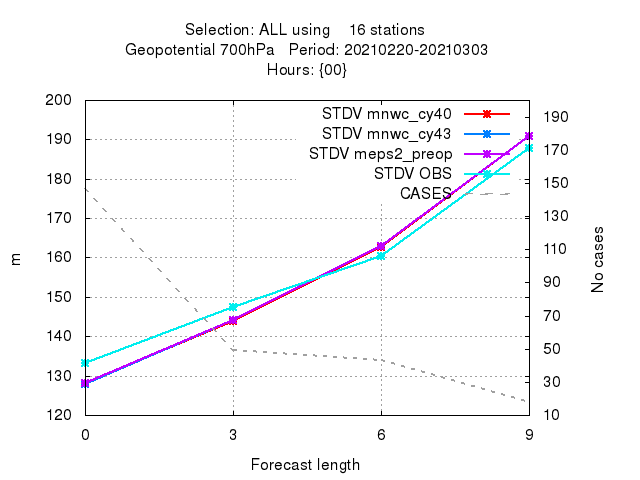 Selection: ALL using 16 stations
Geopotential 700hPa Period: 20210220-20210303
Hours: {00}
STDV mnwc_cy40
STDV mnwc_cy43
STDV meps2_preop
STDV OBS
CASES
200
190
180
170
160
150
140
130
120
m
190
170
150
130
110
90
70
50
30
10
No cases
0 3 6 9
Forecast length